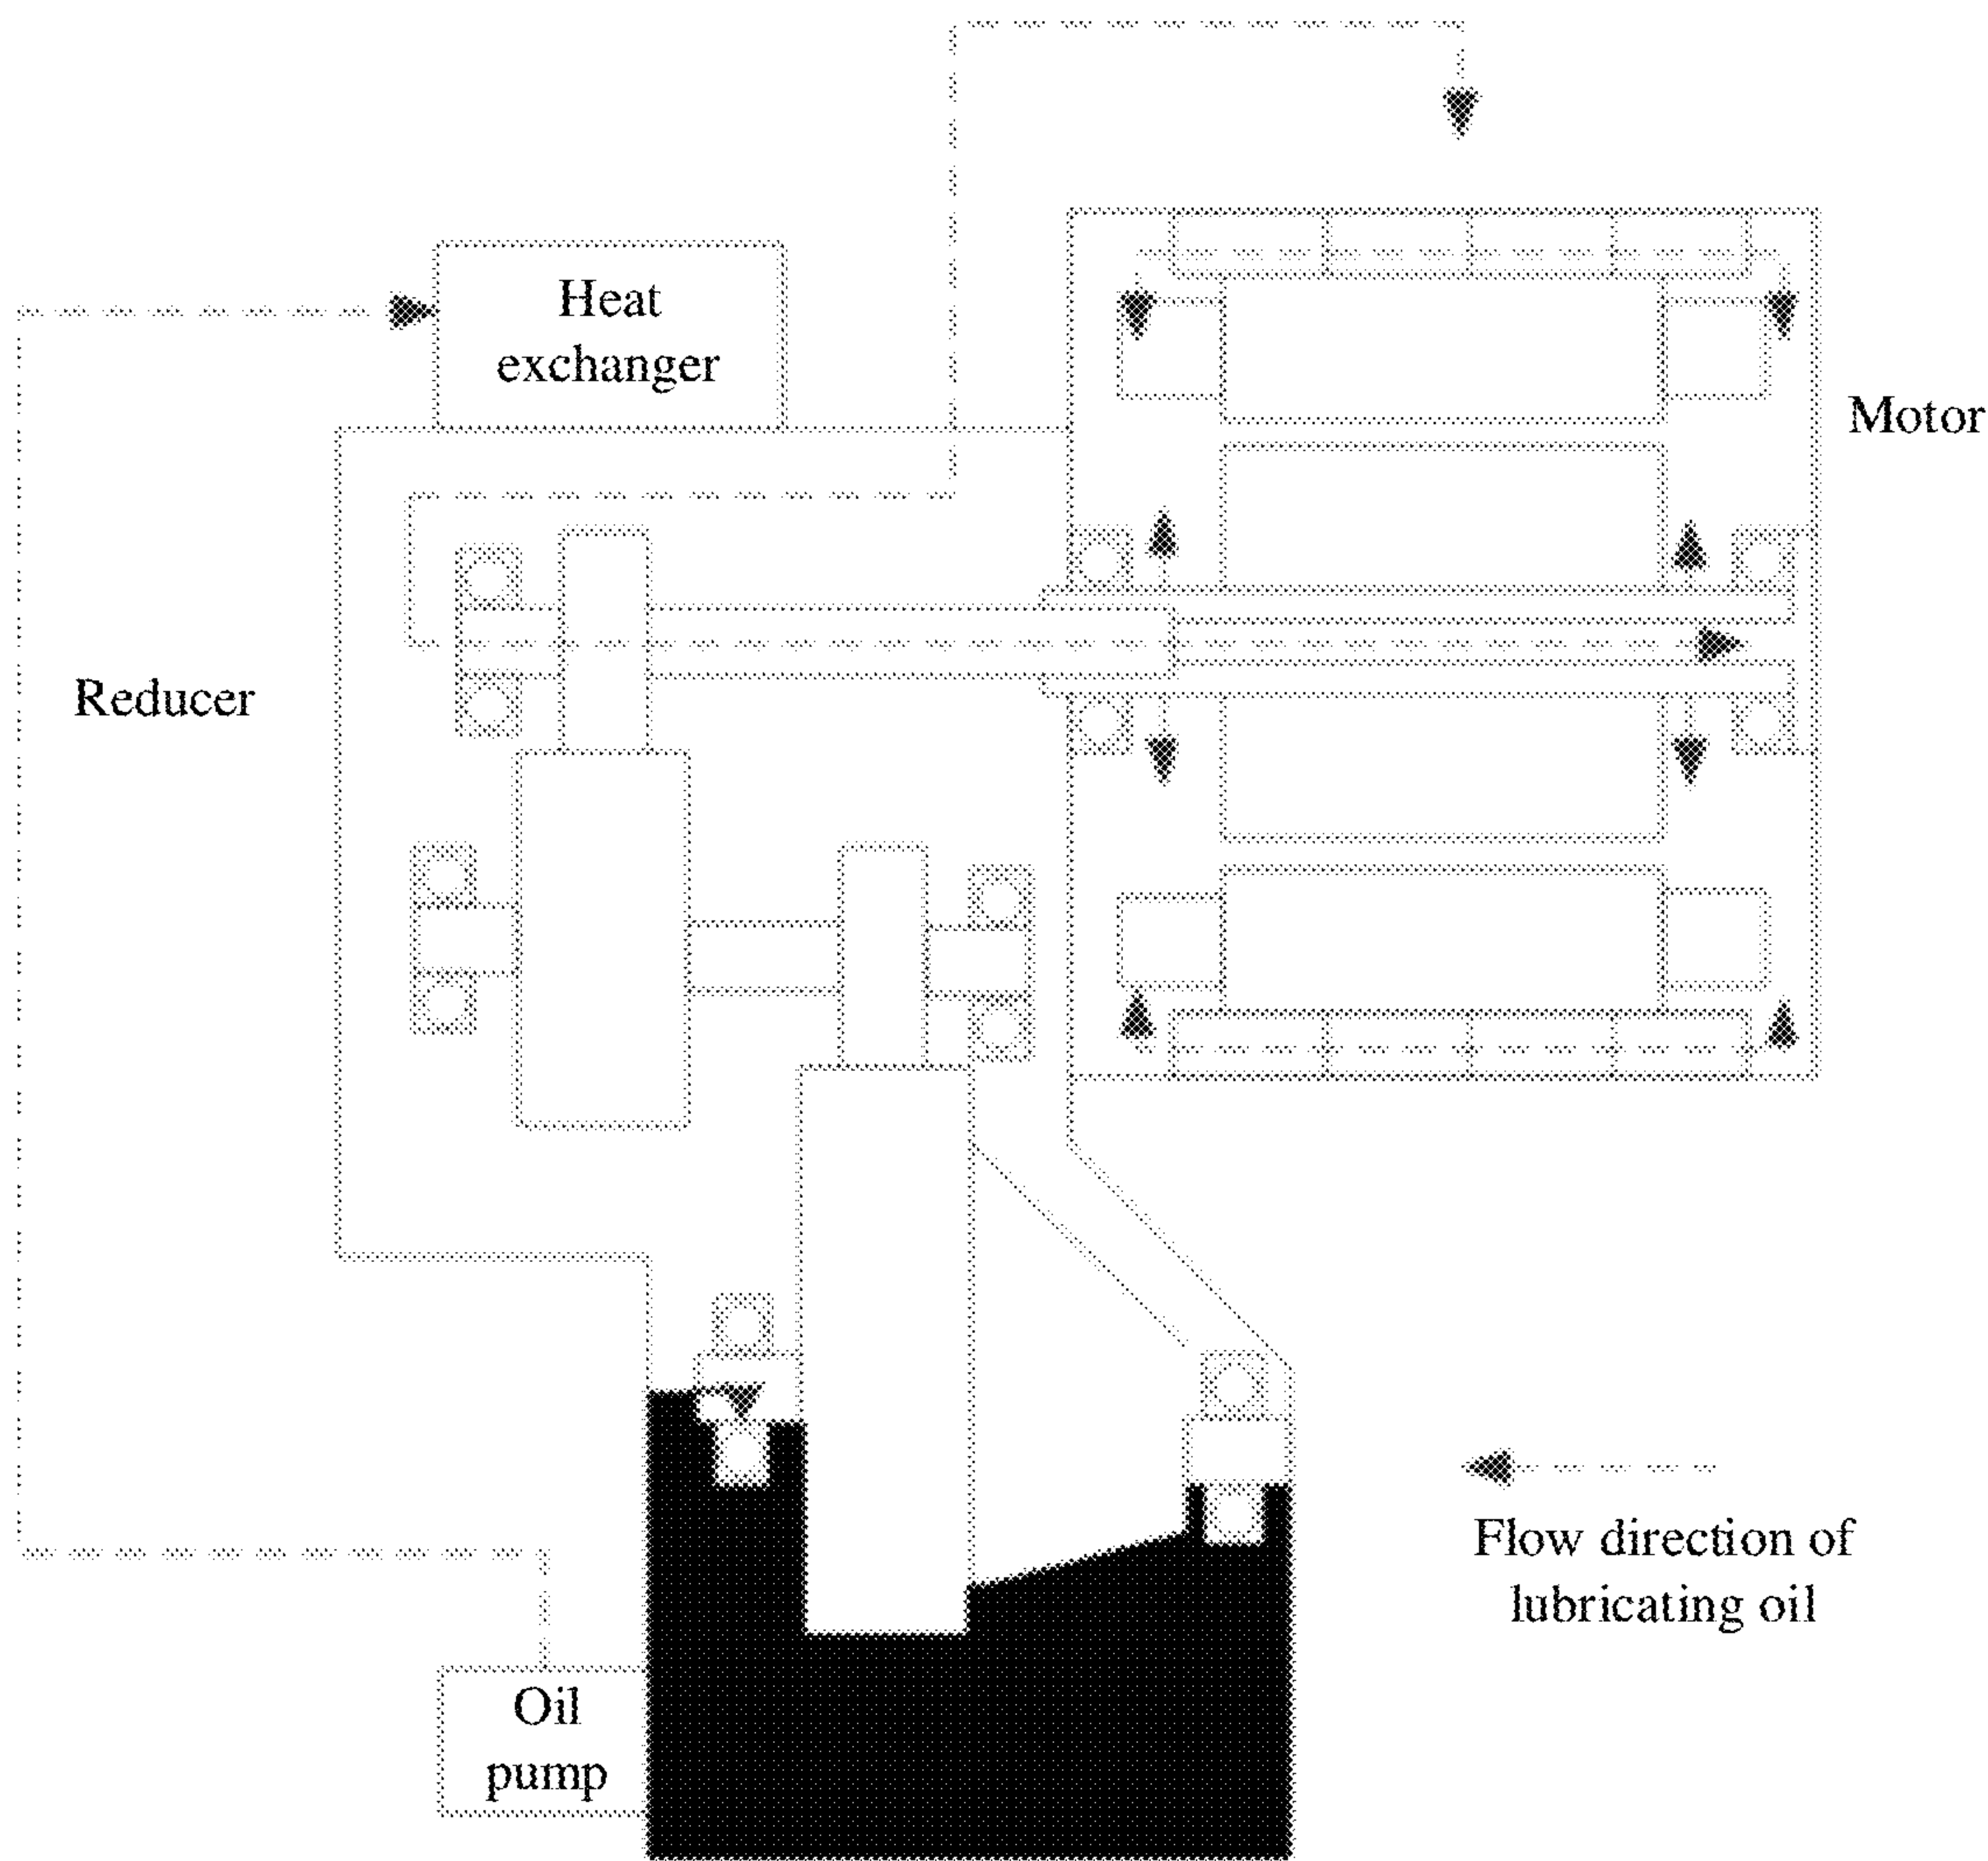 Heat
exchanger
Motor
Reducer
Flow direction of
lubricating oil
Oil
pump